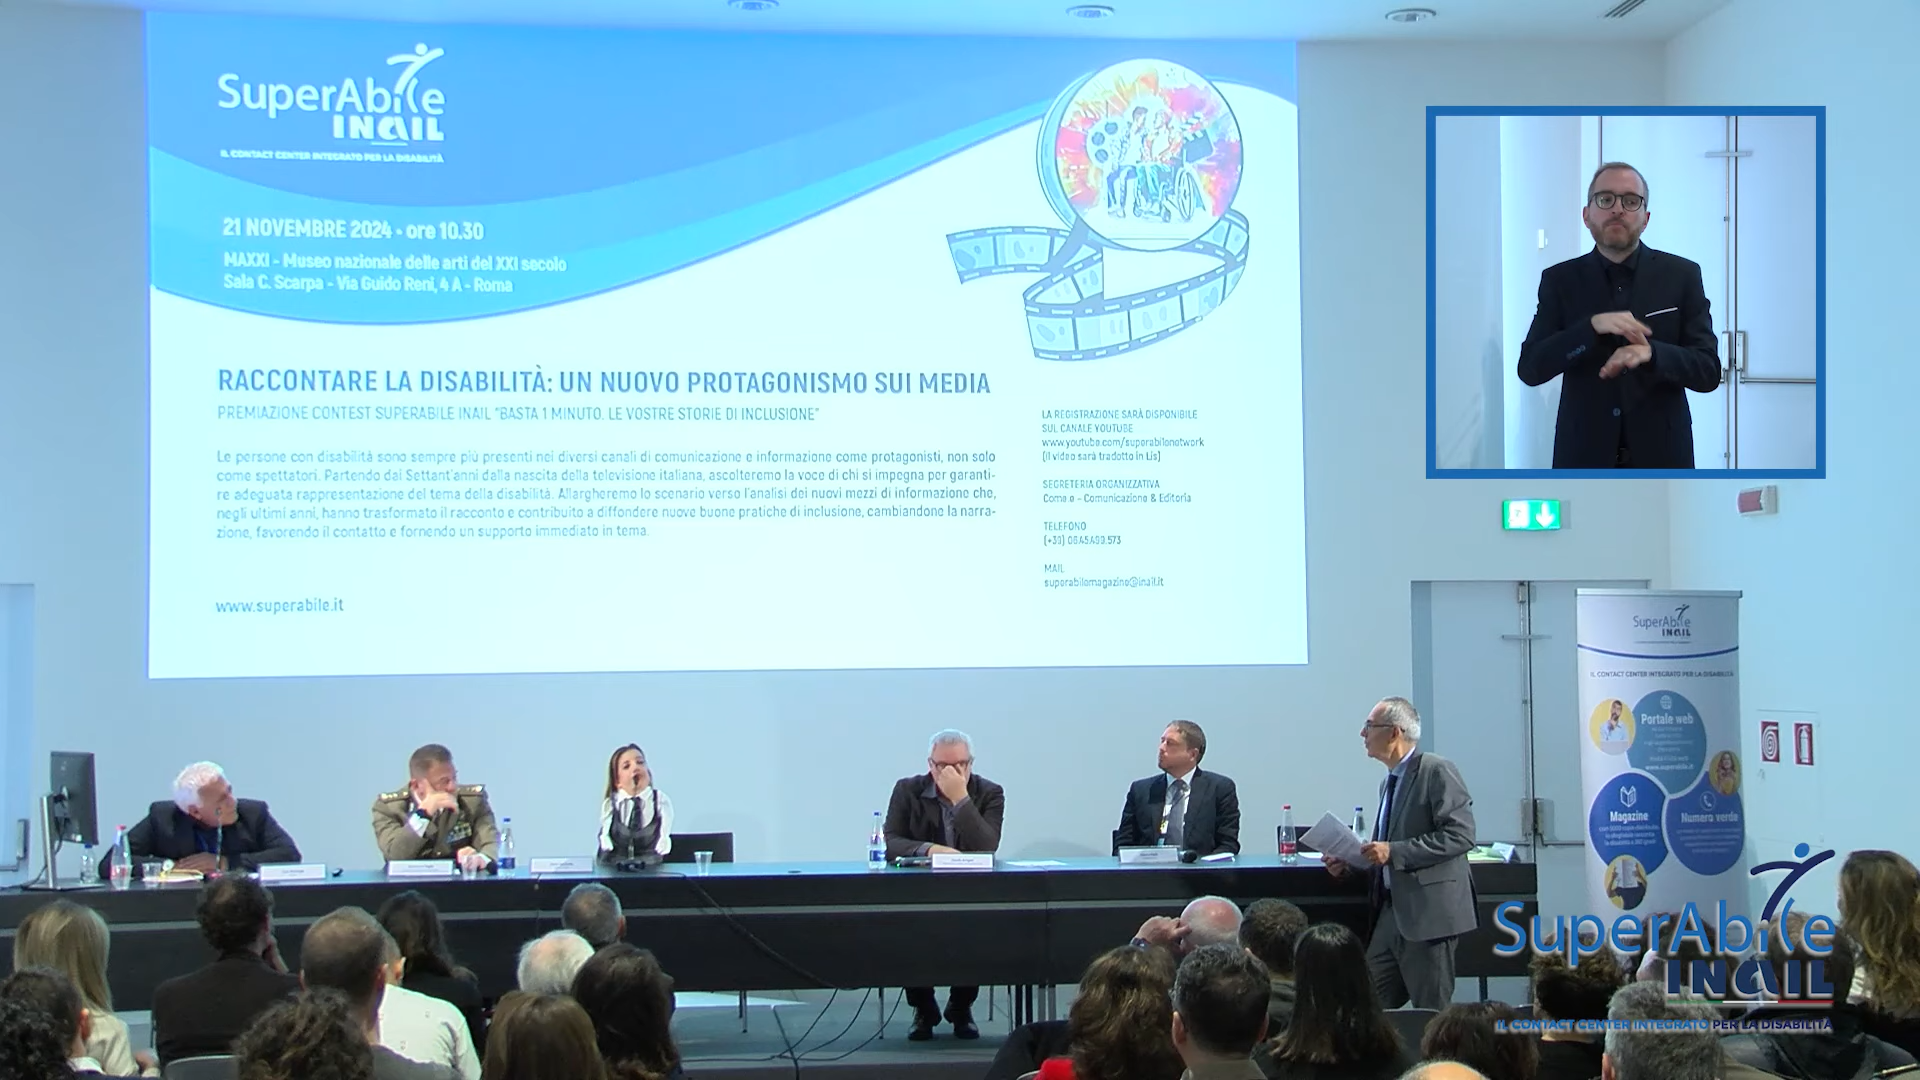 SuperAbile
INAIL
IL CONTACT CENTER INTEGRATO PER LA DISABILITÀ
21 NOVEMBRE 2024 • ore 10.30
MAXXI - Museo nazionale delle arti del XXI secolo
Sala C. Scarpa - Via Guido Reni, 4 A - Roma
RACCONTARE LA DISABILITÀ: UN NUOVO PROTAGONISMO SUI MEDIA
PREMIAZIONE CONTEST SUPERABILE INAIL "BASTA 1 MINUTO. LE VOSTRE STORIE DI INCLUSIONE"
Le persone con disabilità sono sempre più presenti nei diversi canali di comunicazione e informazione come protagonisti, non solo
come spettatori. Partendo dai Settant'anni dalla nascita della televisione italiana, ascolteremo la voce di chi si impegna per garanti-
re adeguata rappresentazione del tema della disabilità. Allargheremo lo scenario verso l'analisi dei nuovi mezzi di informazione che,
negli ultimi anni, hanno trasformato il racconto e contribuito a diffondere nuove buone pratiche di inclusione, cambiandone la narra-
zione, favorendo il contatto e fornendo un supporto immediato in tema.
www.superabile.it
LA REGISTRAZIONE SARÀ DISPONIBILE
SUL CANALE YOUTUBE
www.youtube.com/superabilenetwork
(il video sarà tradotto in Lis)
SEGRETERIA ORGANIZZATIVA
Come.e - Comunicazione & Editoria
TELEFONO
MAIL
superabilemagazine@inail.it
SuperAbile
INAIL
IL CONTACT CENTER INTEGRATO PER LA DISABILITÀ
Portale web
www.superabile.it
Magazine
Numero verde
SuperAbile
INAIL
IL CONTACT CENTER INTEGRATO PER LA DISABILITÀ